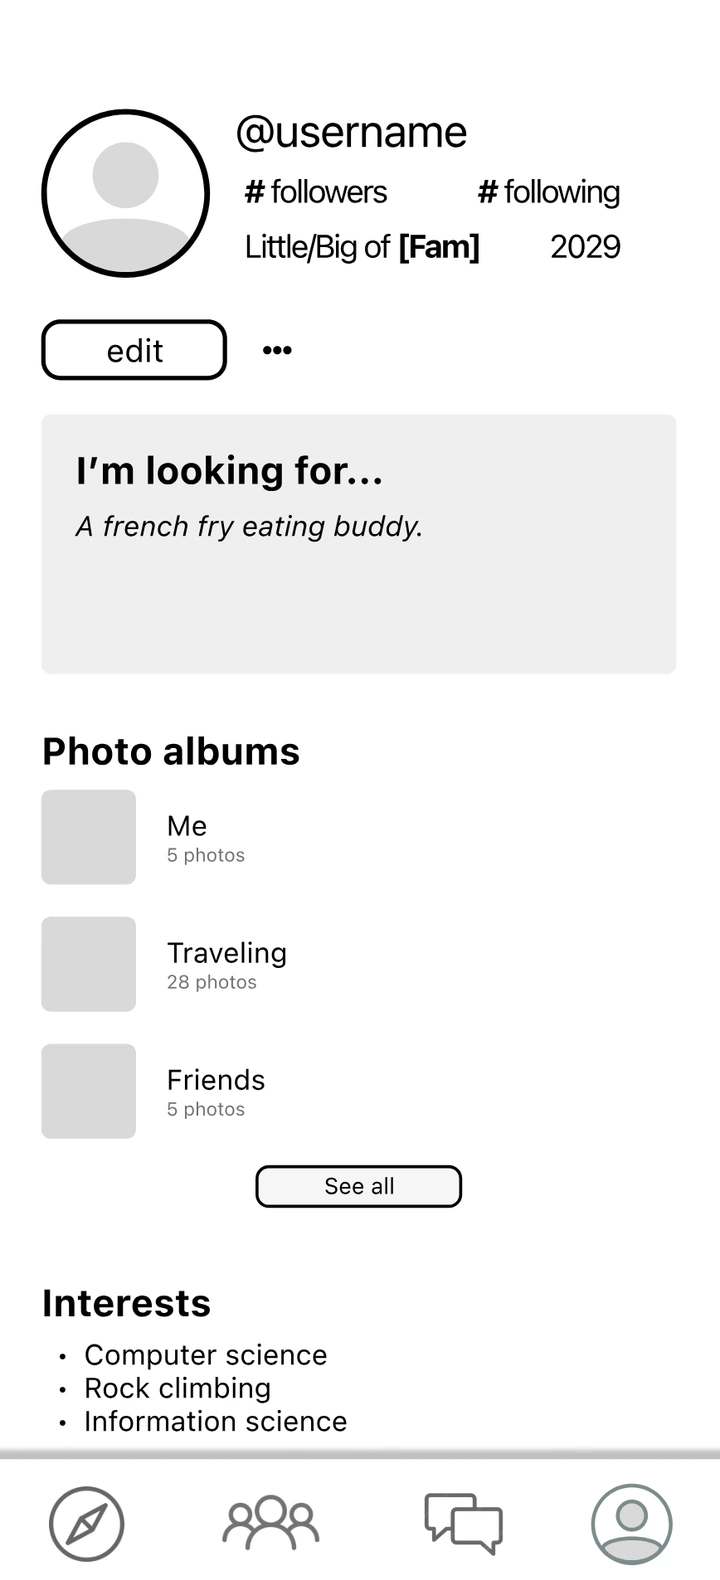 @username
# followers # following
Little/Big of [Fam] 2029
edit •••
I’m looking for...
A french fry eating buddy.
Photo albums
Me
5 photos
Traveling
28 photos
Friends
5 photos
See all
Interests
• Computer science
• Rock climbing
• Information science